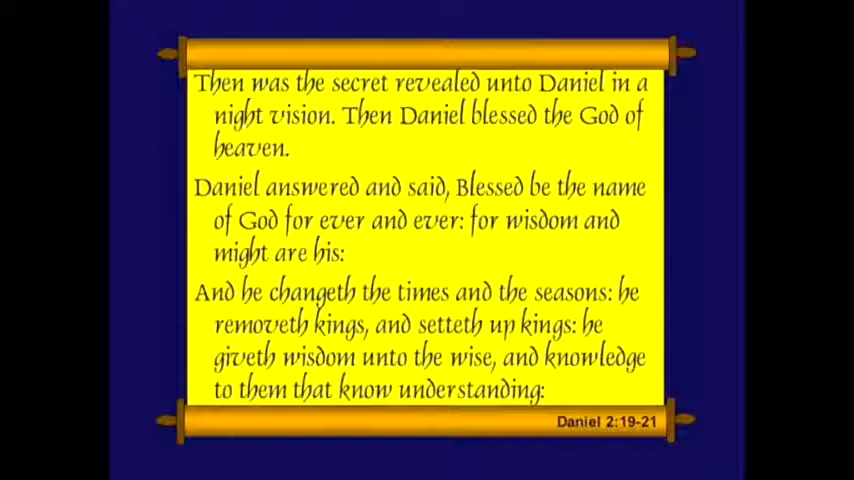 Then was the secret revealed unto Daniel in a
night vision. Then Daniel blessed the God of
heaven.
Daniel answered and said, Blessed be the name
of God for ever and ever: for wisdom and
might are his:
And he changeth the times and the seasons: he
removeth kings, and setteth up kings: he
giveth wisdom unto the wise, and knowledge
to them that know understanding:
Daniel 2:19-21